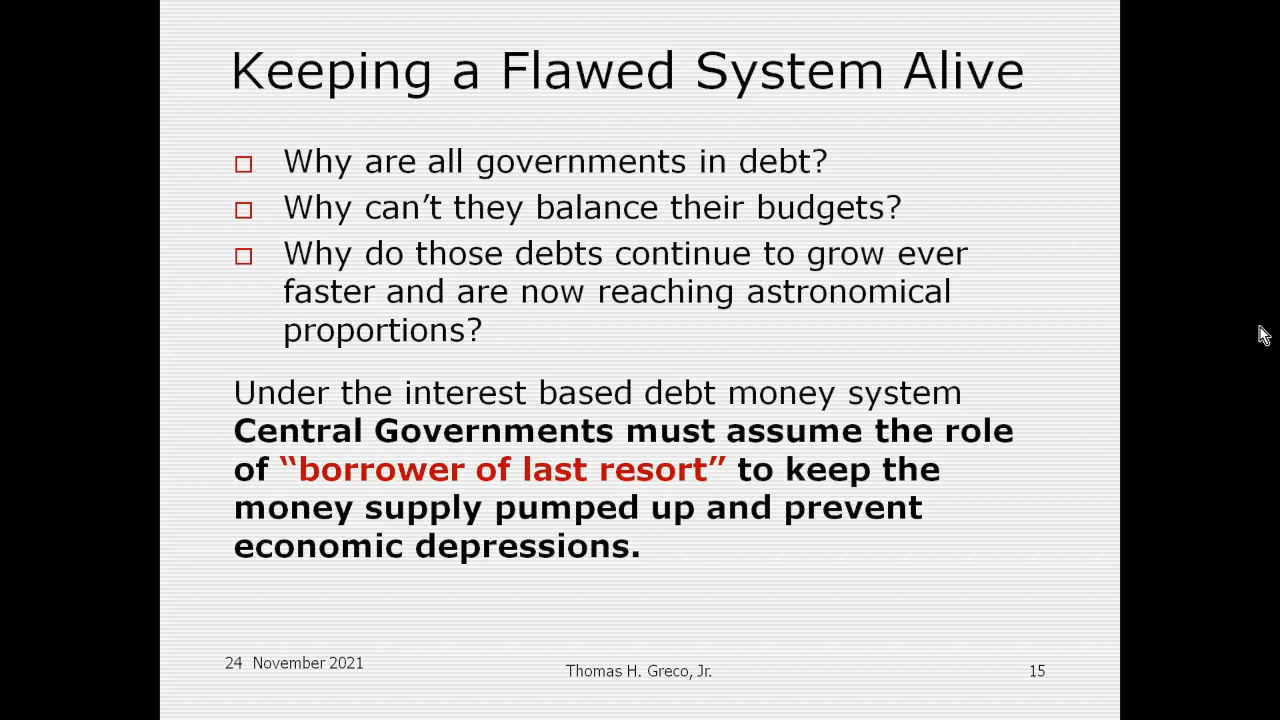 Keeping a Flawed System Alive
Why are all governments in debt?
Why can’t they balance their budgets?
Why do those debts continue to grow ever
faster and are now reaching astronomical
proportions?
Under the interest based debt money system
Central Governments must assume the role
of “borrower of last resort” to keep the
money supply pumped up and prevent
economic depressions.
24 November 2021
Thomas H. Greco, Jr.
15